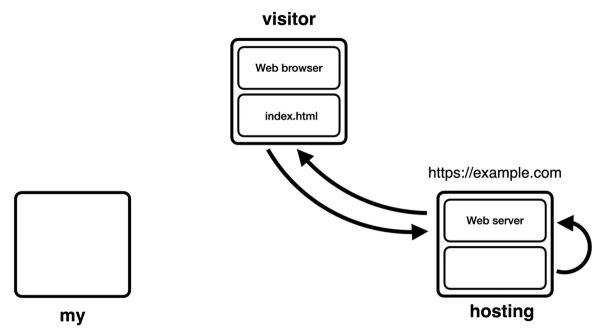 visitor
Web browser
index.html
https://example.com
Web server
my
hosting